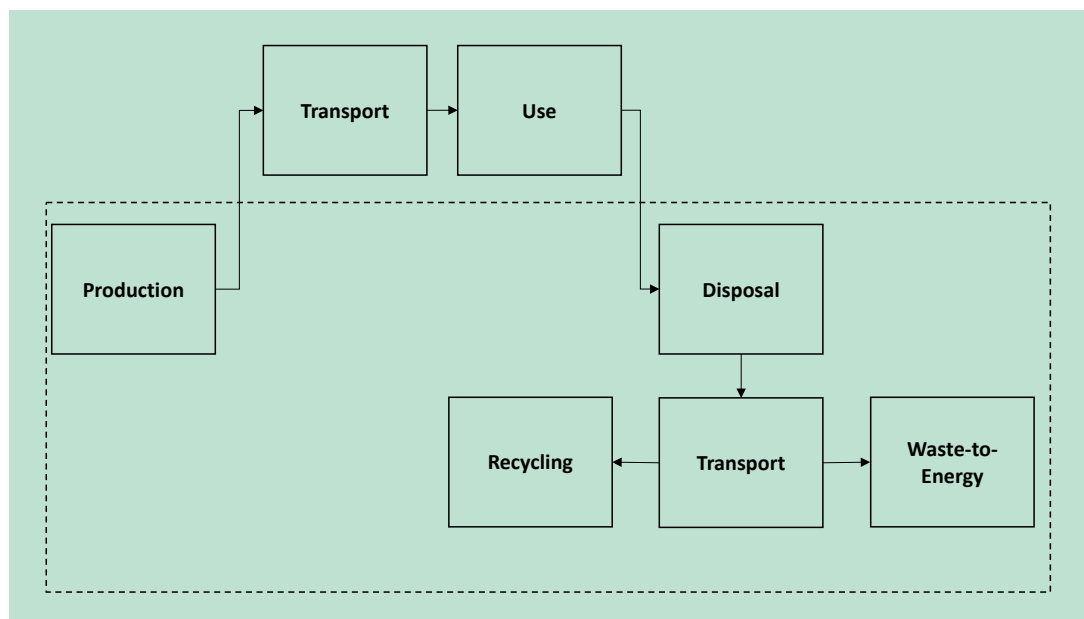 Transport
Use
Production
Disposal
Recycling
Transport
Waste-to-
Energy